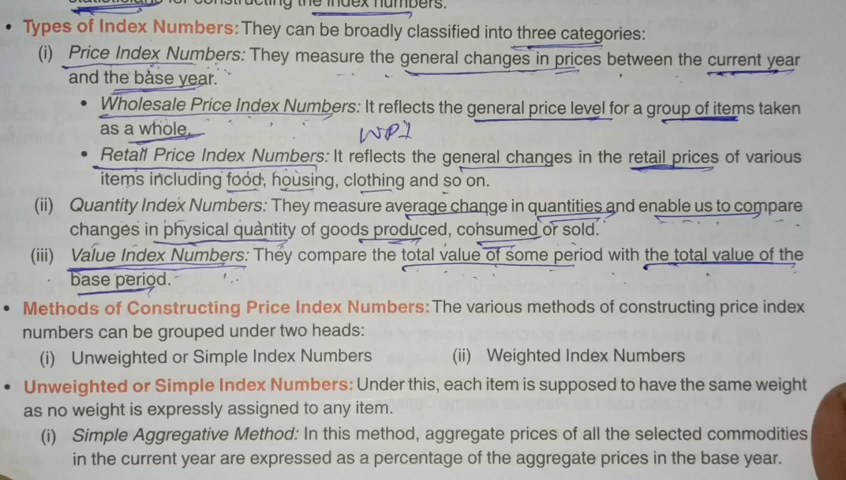 statisticians for constructing the index numbers.
• Types of Index Numbers: They can be broadly classified into three categories:
(i) Price Index Numbers: They measure the general changes in prices between the current year
and the base year.
• Wholesale Price Index Numbers: It reflects the general price level for a group of items taken
as a whole.
WPI
• Retail Price Index Numbers: It reflects the general changes in the retail prices of various
items including food, housing, clothing and so on.
(ii) Quantity Index Numbers: They measure average change in quantities and enable us to compare
changes in physical quantity of goods produced, consumed or sold.
(iii) Value Index Numbers: They compare the total value of some period with the total value of the
base period.
• Methods of Constructing Price Index Numbers: The various methods of constructing price index
numbers can be grouped under two heads:
(i) Unweighted or Simple Index Numbers (ii) Weighted Index Numbers
• Unweighted or Simple Index Numbers: Under this, each item is supposed to have the same weight
as no weight is expressly assigned to any item.
(i) Simple Aggregative Method: In this method, aggregate prices of all the selected commodities
in the current year are expressed as a percentage of the aggregate prices in the base year.